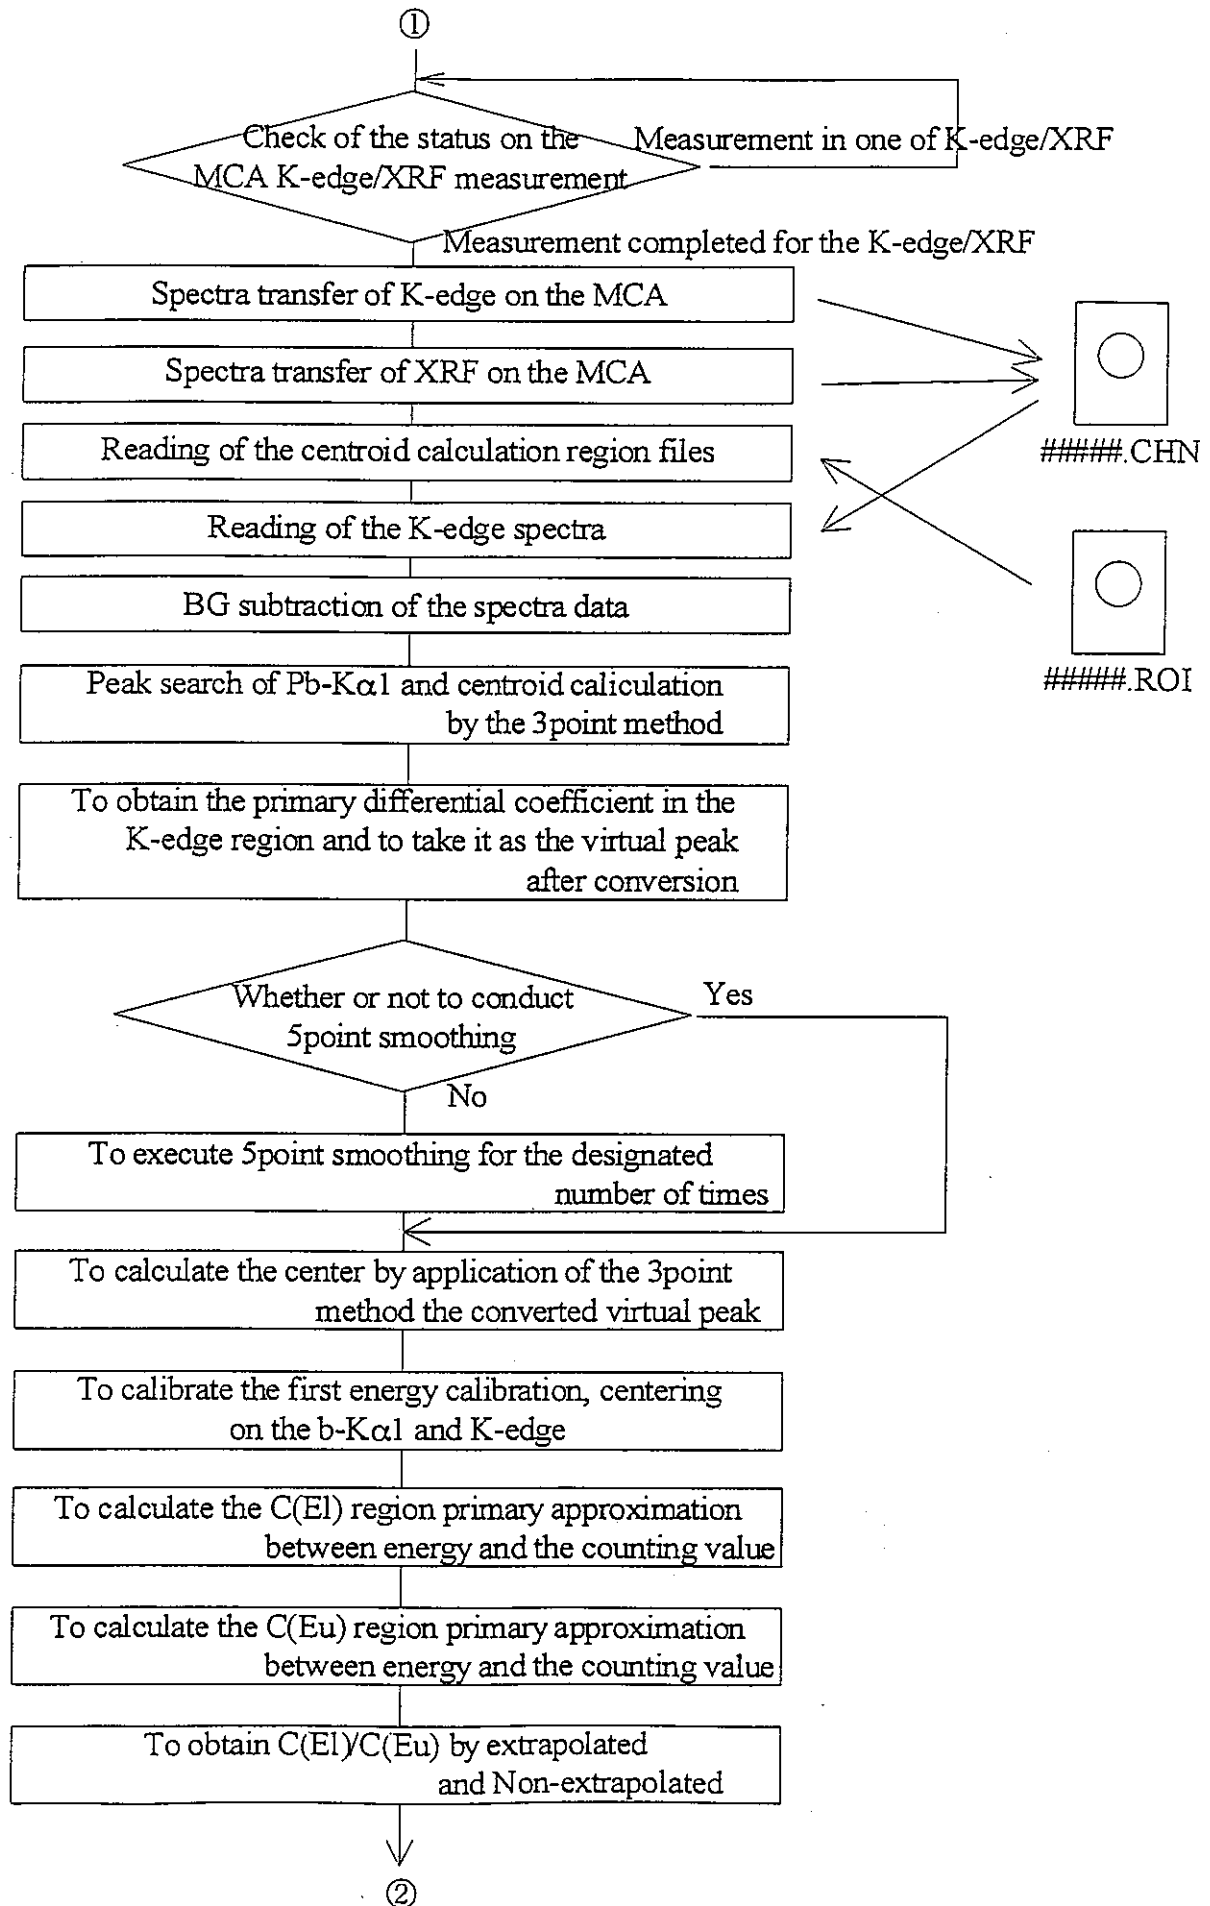 ①
Check of the status on the
MCA K-edge/XRF measurement
Measurement in one of K-edge/XRF
Measurement completed for the K-edge/XRF
Spectra transfer of K-edge on the MCA
Spectra transfer of XRF on the MCA
#####.CHN
Reading of the centroid calculation region files
Reading of the K-edge spectra
BG subtraction of the spectra data
#####.ROI
Peak search of Pb-Kα1 and centroid caliculation
by the 3point method
To obtain the primary differential coefficient in the
K-edge region and to take it as the virtual peak
after conversion
Whether or not to conduct
5point smoothing
Yes
No
To execute 5point smoothing for the designated
number of times
To calculate the center by application of the 3point
method the converted virtual peak
To calibrate the first energy calibration, centering
on the b-Kα1 and K-edge
To calculate the C(El) region primary approximation
between energy and the counting value
To calculate the C(Eu) region primary approximation
between energy and the counting value
To obtain C(El)/C(Eu) by extrapolated
and Non-extrapolated
②